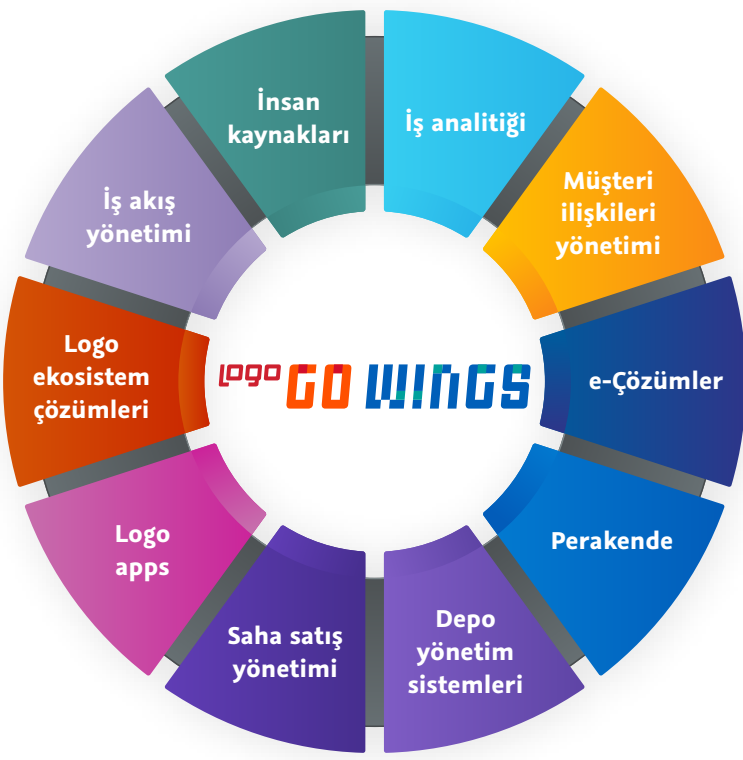 İnsan
kaynakları
İş analitiği
Müşteri
ilişkileri
yönetimi
e-Çözümler
Perakende
Depo
yönetim
sistemleri
Saha satış
yönetimi
Logo
apps
Logo
ekosistem
çözümleri
İş akış
yönetimi
LOGO GO WINGS